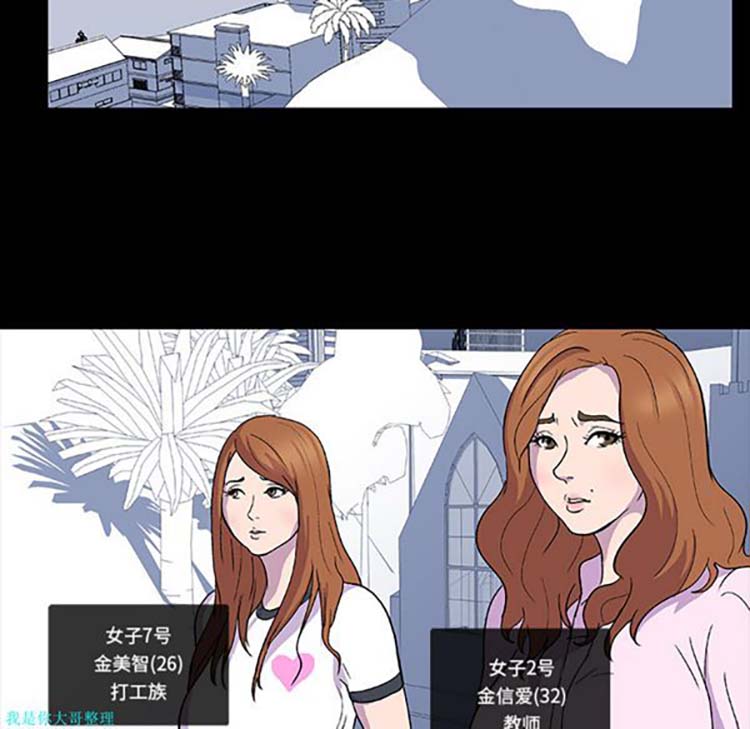 女子7号
金美智(26)
打工族
女子2号
金信爱(32)
教师
我是你大哥整理